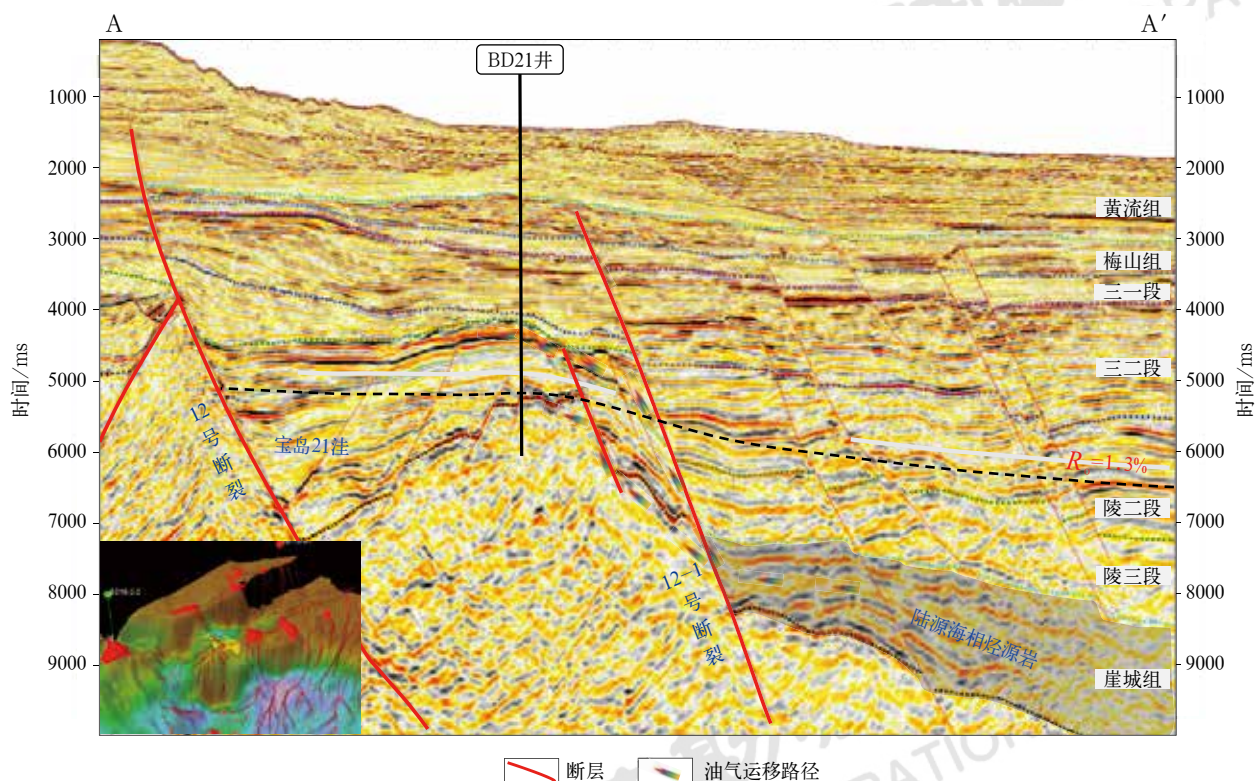 A
A′
BD21井
1000
2000
3000
4000
5000
6000
7000
8000
9000
时间/ms
1000
2000
3000
4000
5000
6000
7000
8000
9000
时间/ms
黄流组
梅山组
三一段
三二段
陵二段
陵三段
崖城组
12号断裂
宝岛21洼
12-1号断裂
陆源海相烃源岩
R =1.3%
断层
油气运移路径